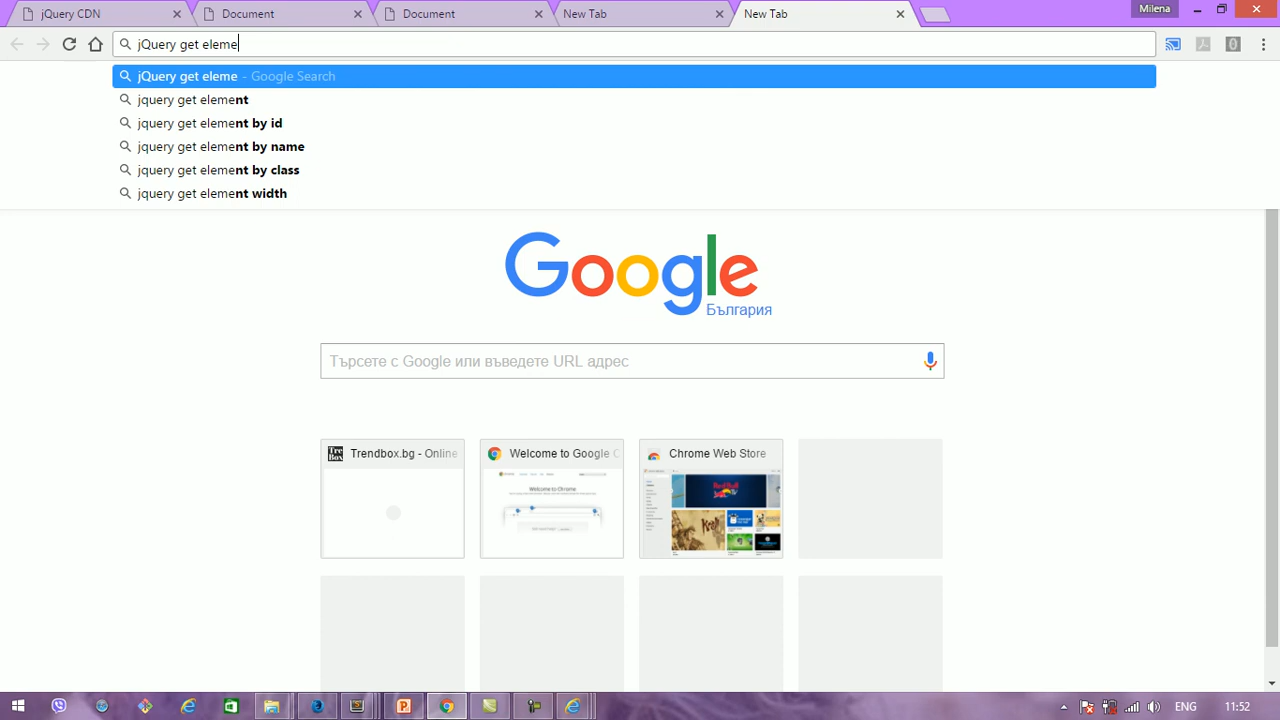 jQuery CDN
Document
Document
New Tab
New Tab
Milena
jQuery get eleme
jQuery get eleme - Google Search
jquery get element
jquery get element by id
jquery get element by name
jquery get element by class
jquery get element width
Google
България
Търсете с Google или въведете URL адрес
Trendbox.bg - Online
Welcome to Google C
Chrome Web Store
Welcome to Chrome.
ENG
11:52